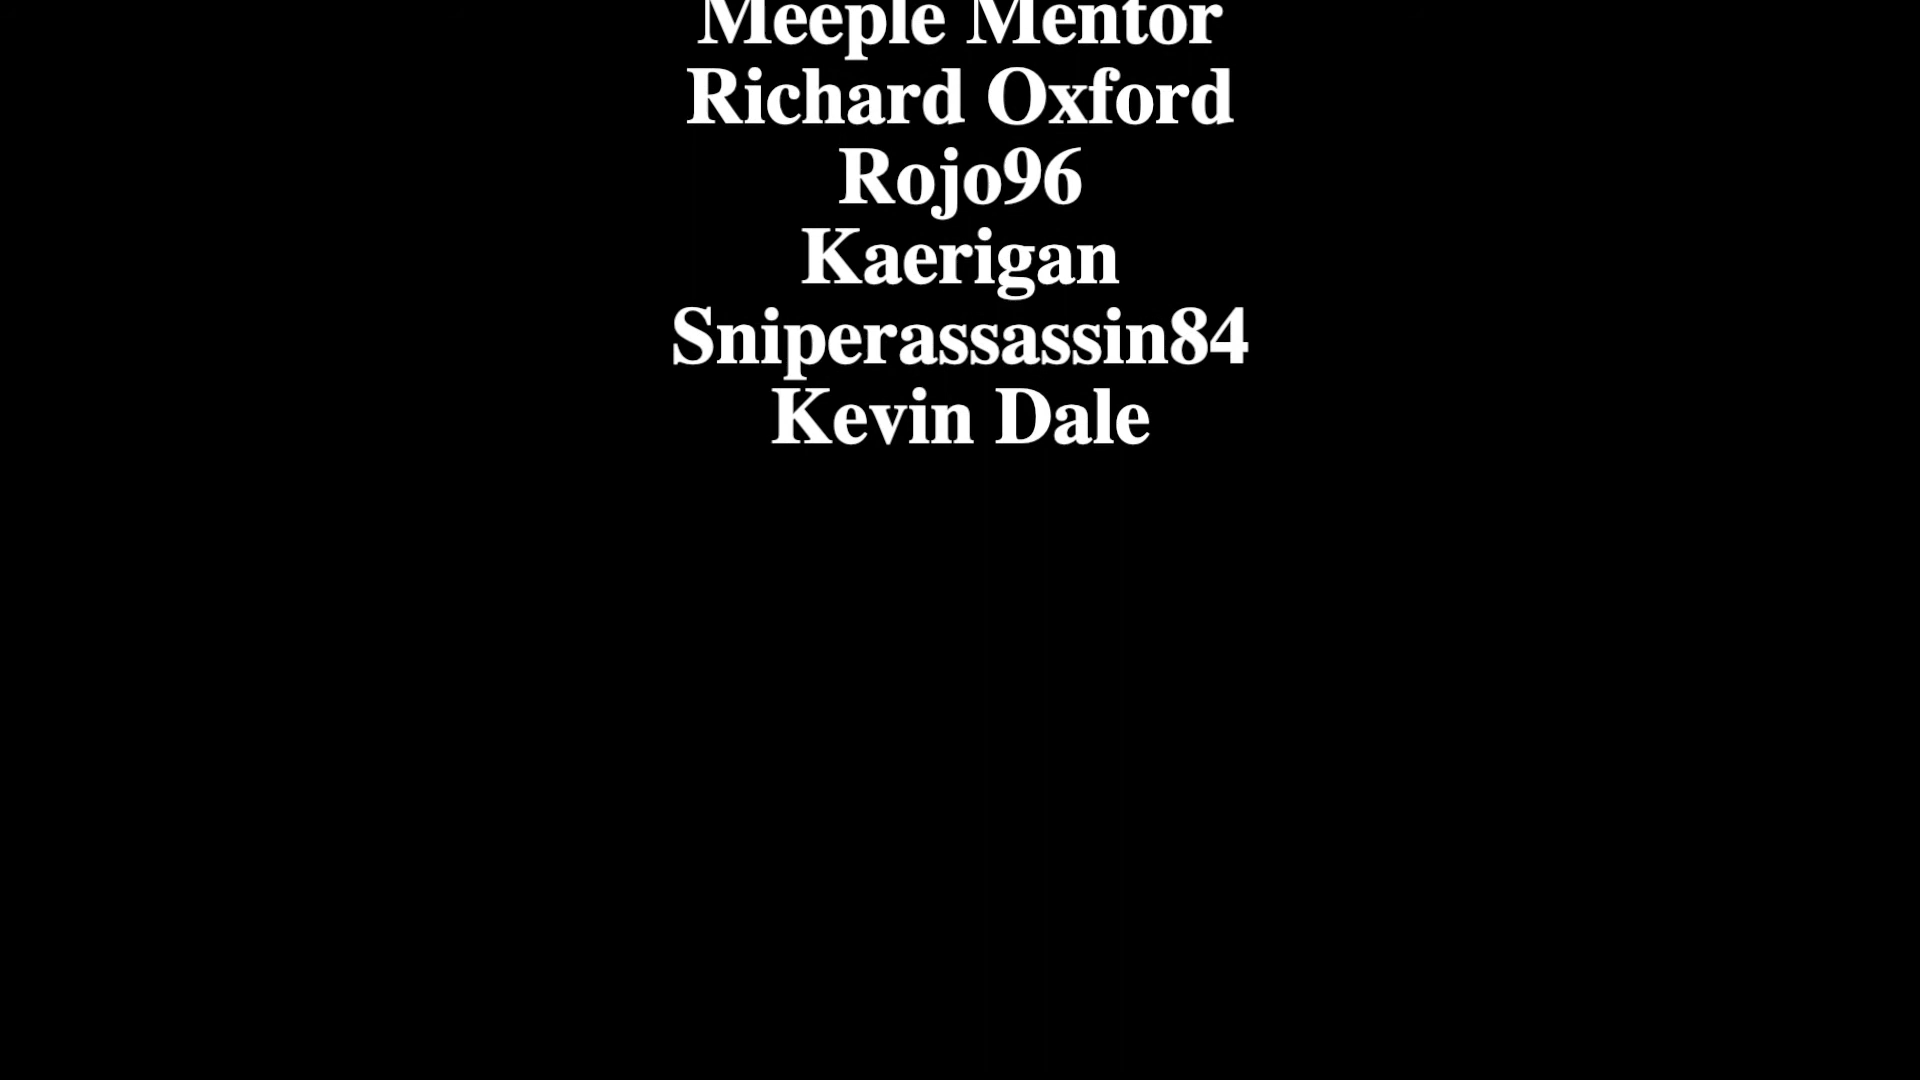 Meeple Mentor
Richard Oxford
Rojo96
Kaerigan
Sniperassassin84
Kevin Dale